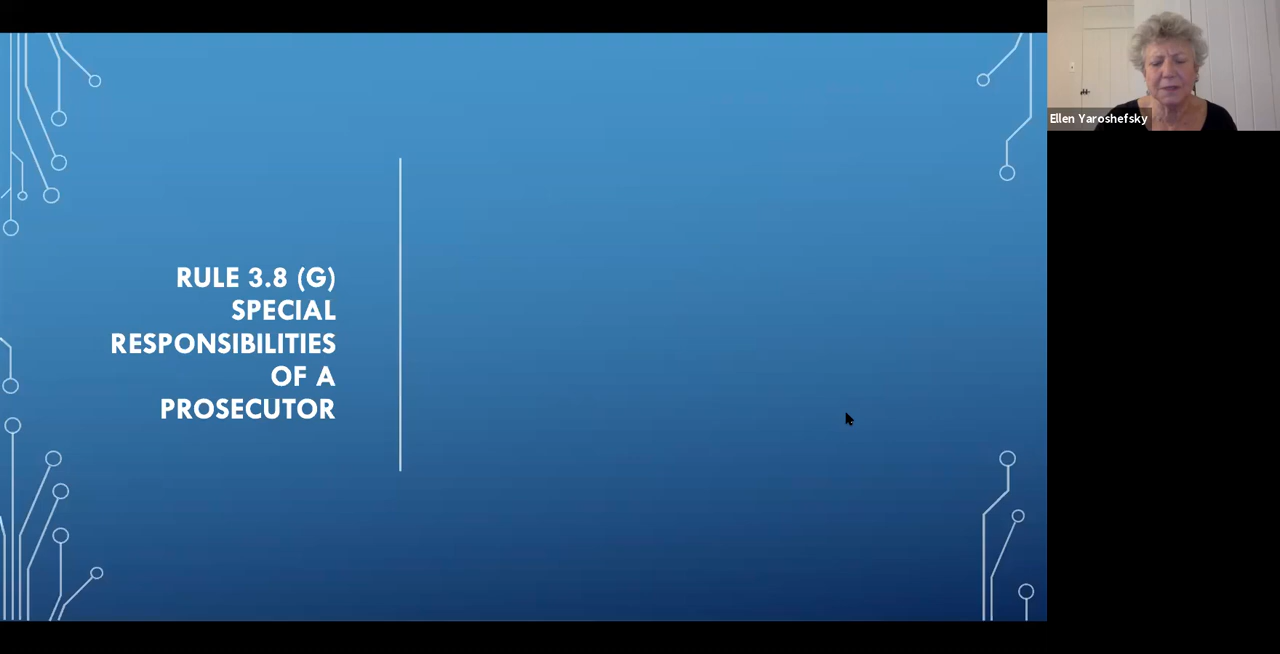 RULE 3.8 (G)
SPECIAL
RESPONSIBILITIES
OF A
PROSECUTOR
Ellen Yaroshefsky